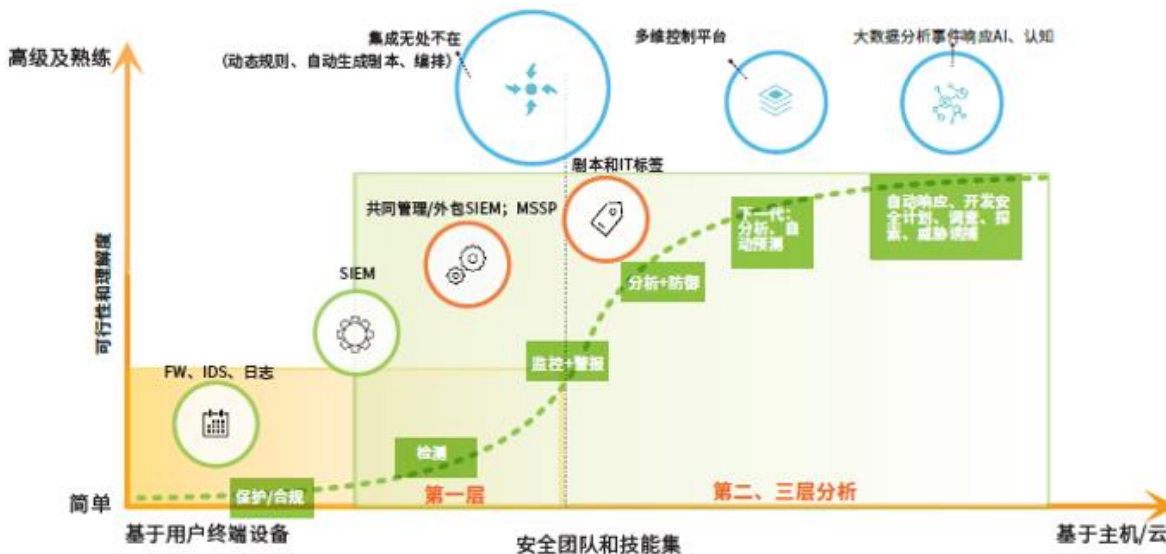 集成无处不在
（动态规则、自动生成剧本、编排）
多维控制平台
大数据分析事件响应AI、认知
高级及熟练
剧本和IT标签
共同管理/外包SIEM；MSSP
下一代：
分析、自
动预测
自动响应、开发安
全计划、调查、探
索、威胁诱捕
SIEM
分析+防御
可行性和理解度
监控+警报
FW、IDS、日志
检测
保护/合规
第一层
第二、三层分析
简单
基于用户终端设备
安全团队和技能集
基于主机/云